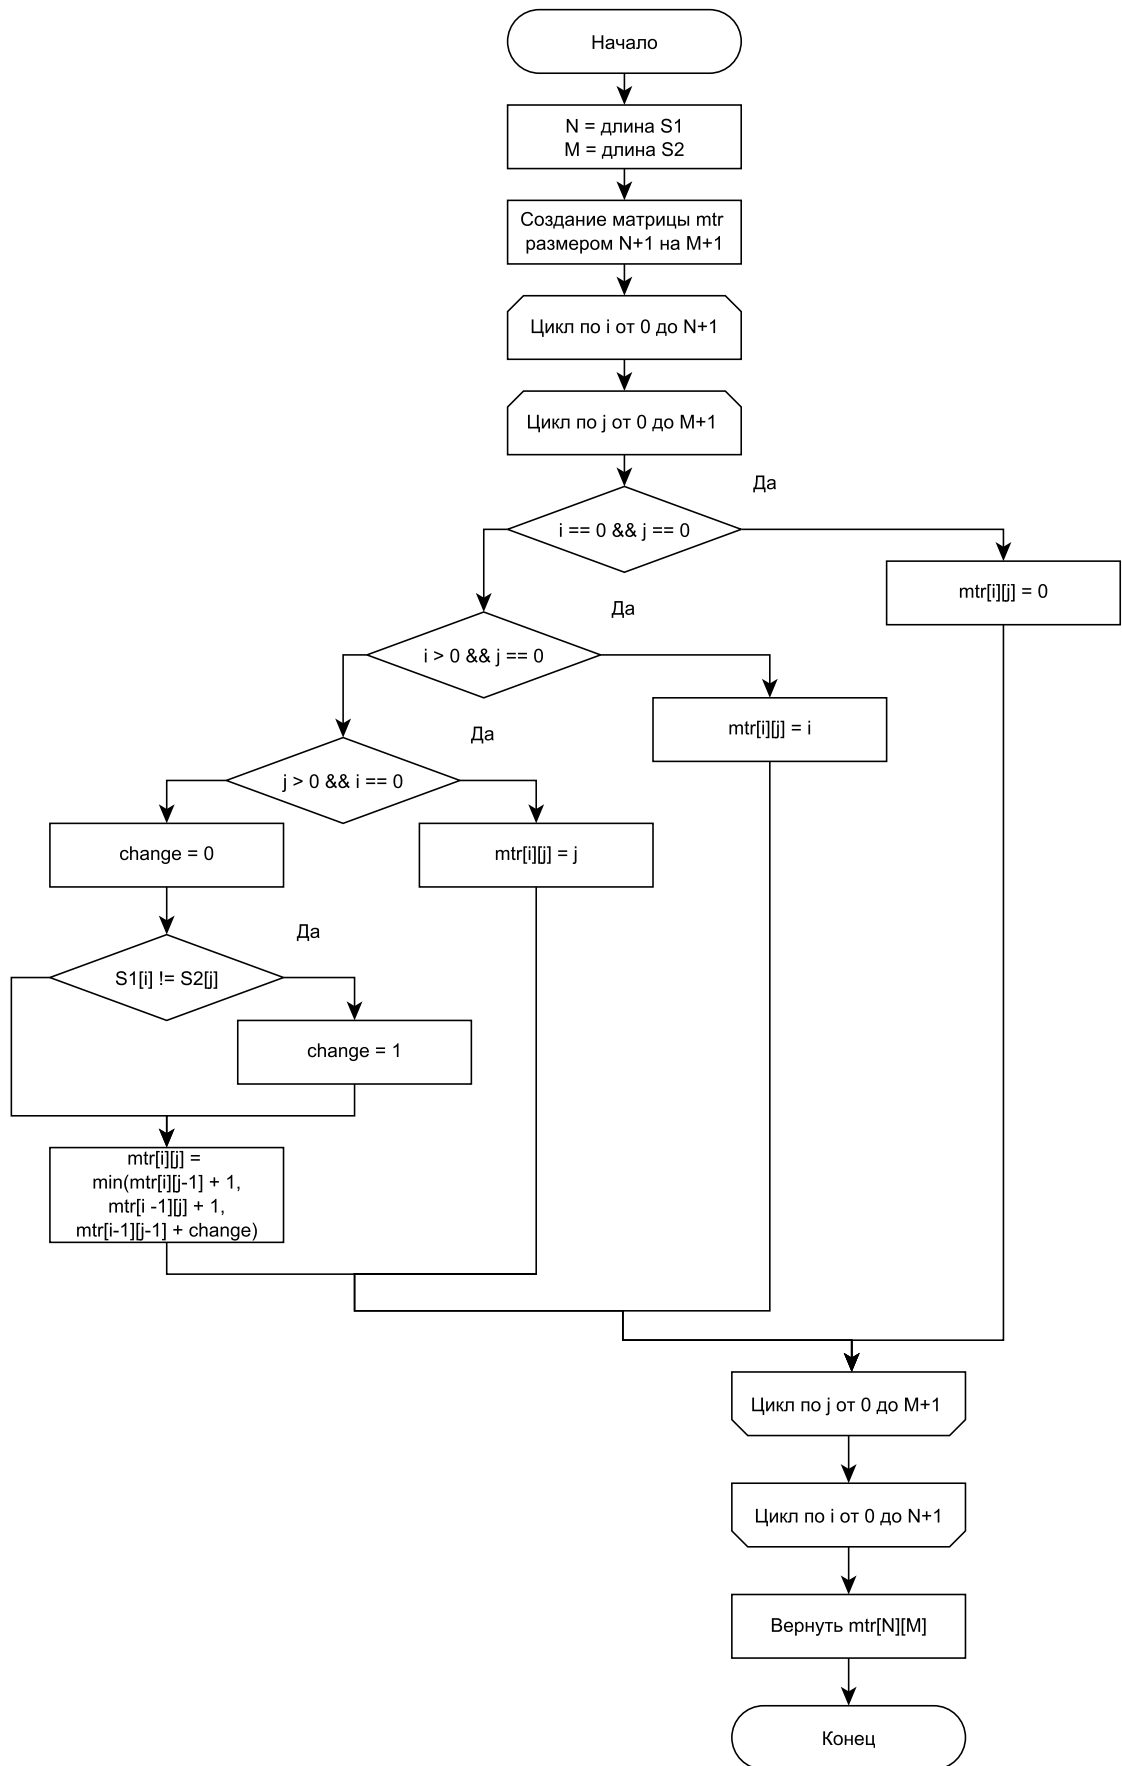 Начало
N = длина S1
M = длина S2
Создание матрицы mtr
размером N+1 на M+1
Цикл по i от 0 до N+1
Цикл по j от 0 до M+1
Да
i == 0 && j == 0
mtr[i][j] = 0
Да
i > 0 && j == 0
mtr[i][j] = i
Да
j > 0 && i == 0
change = 0
mtr[i][j] = j
Да
S1[i] != S2[j]
change = 1
mtr[i][j] =
min(mtr[i][j-1] + 1,
mtr[i -1][j] + 1,
mtr[i-1][j-1] + change)
Цикл по j от 0 до M+1
Цикл по i от 0 до N+1
Вернуть mtr[N][M]
Конец